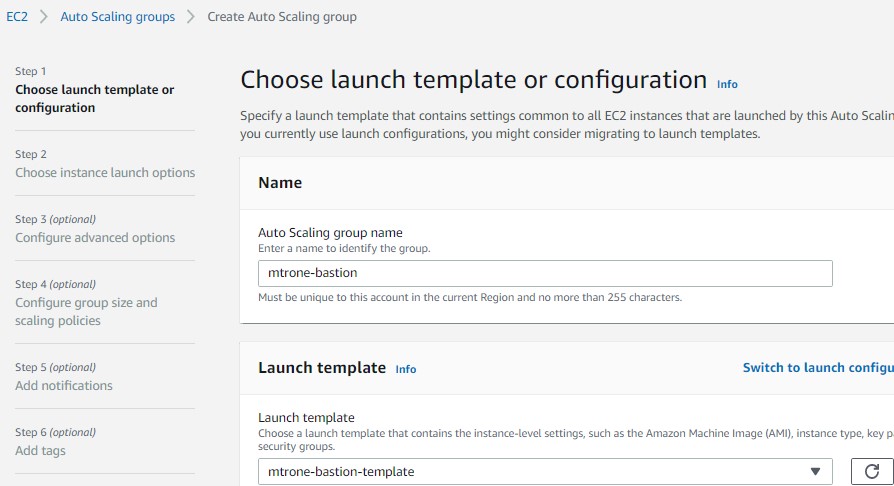 EC2 > Auto Scaling groups > Create Auto Scaling group
Step 1
Choose launch template or
configuration
Step 2
Choose instance launch options
Step 3 (optional)
Configure advanced options
Step 4 (optional)
Configure group size and
scaling policies
Step 5 (optional)
Add notifications
Step 6 (optional)
Add tags
Choose launch template or configuration Info
Specify a launch template that contains settings common to all EC2 instances that are launched by this Auto Scalin
you currently use launch configurations, you might consider migrating to launch templates.
Name
Auto Scaling group name
Enter a name to identify the group.
mtrone-bastion
Must be unique to this account in the current Region and no more than 255 characters.
Launch template Info
Switch to launch configu
Launch template
Choose a launch template that contains the instance-level settings, such as the Amazon Machine Image (AMI), instance type, key pa
security groups.
mtrone-bastion-template